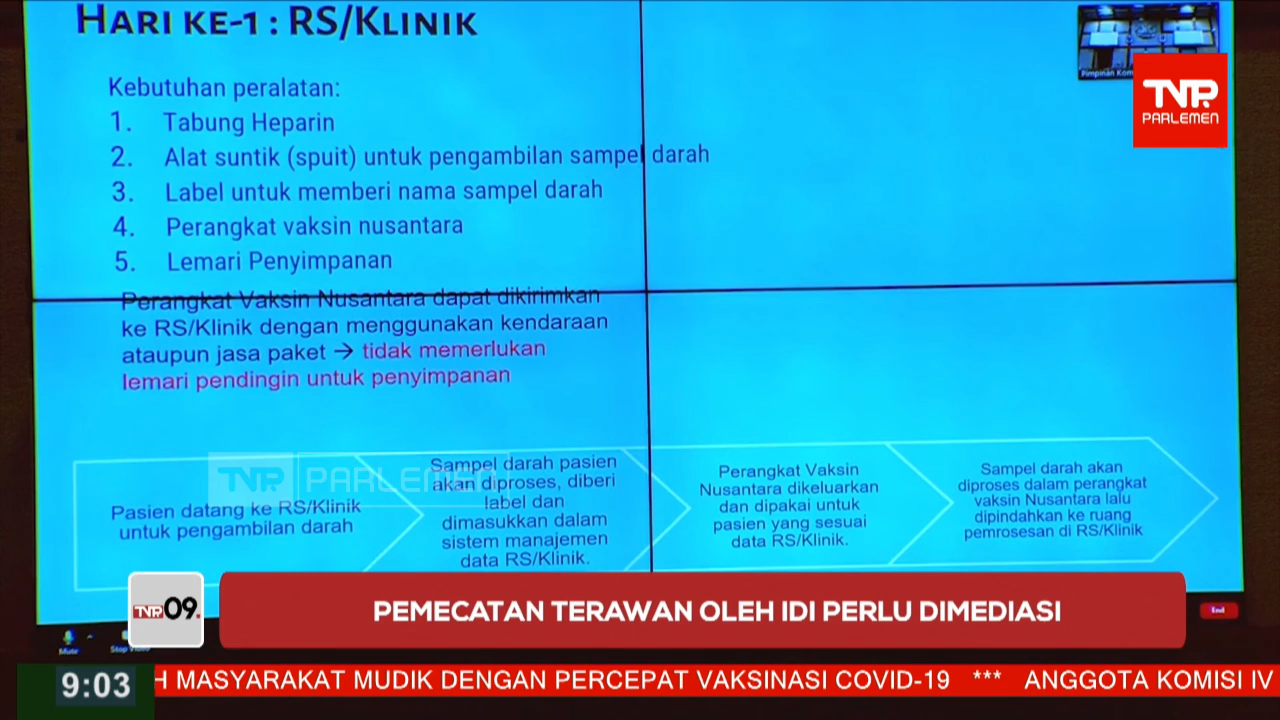 HARI KE-1 : RS/KLINIK
Kebutuhan peralatan:
1. Tabung Heparin
2. Alat suntik (spuit) untuk pengambilan sampel darah
3. Label untuk memberi nama sampel darah
4. Perangkat vaksin nusantara
5. Lemari Penyimpanan
Perangkat Vaksin Nusantara dapat dikirimkan
ke RS/Klinik dengan menggunakan kendaraan
ataupun jasa paket → tidak memerlukan
lemari pendingin untuk penyimpanan
Pasien datang ke RS/Klinik
untuk pengambilan darah
Sampel darah pasien
akan diproses, diberi
label dan
dimasukkan dalam
sistem manajemen
data RS/Klinik.
Perangkat Vaksin
Nusantara dikeluarkan
dan dipakai untuk
pasien yang sesuai
data RS/Klinik.
Sampel darah akan
diproses dalam perangkat
vaksin Nusantara lalu
dipindahkan ke ruang
pemrosesan di RS/Klinik
Pimpinan Kom
TVR
PARLEMEN
TVR PARLEMEN
Mute
Stop Video
End
TVR 09.
PEMECATAN TERAWAN OLEH IDI PERLU DIMEDIASI
9:03
H MASYARAKAT MUDIK DENGAN PERCEPAT VAKSINASI COVID-19 *** ANGGOTA KOMISI IV